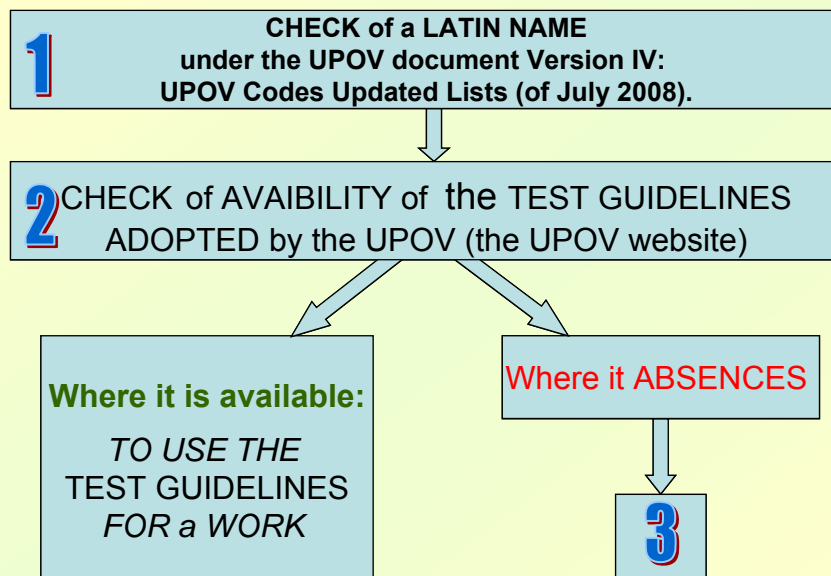 1
CHECK of a LATIN NAME
under the UPOV document Version IV:
UPOV Codes Updated Lists (of July 2008).
2
CHECK of AVAIBILITY of the TEST GUIDELINES
ADOPTED by the UPOV (the UPOV website)
Where it is available:
TO USE THE
TEST GUIDELINES
FOR a WORK
Where it ABSENCES
3